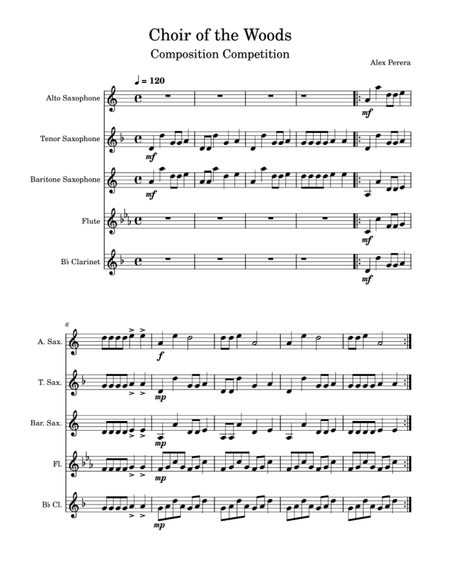 Choir of the Woods
Composition Competition
Alex Perera
♩ = 120
Alto Saxophone
mf
Tenor Saxophone
mf
Baritone Saxophone
mf
Flute
mf
B♭ Clarinet
mf
6
A. Sax.
f
T. Sax.
mp
Bar. Sax.
mp
Fl.
mp
B♭ Cl.
mp